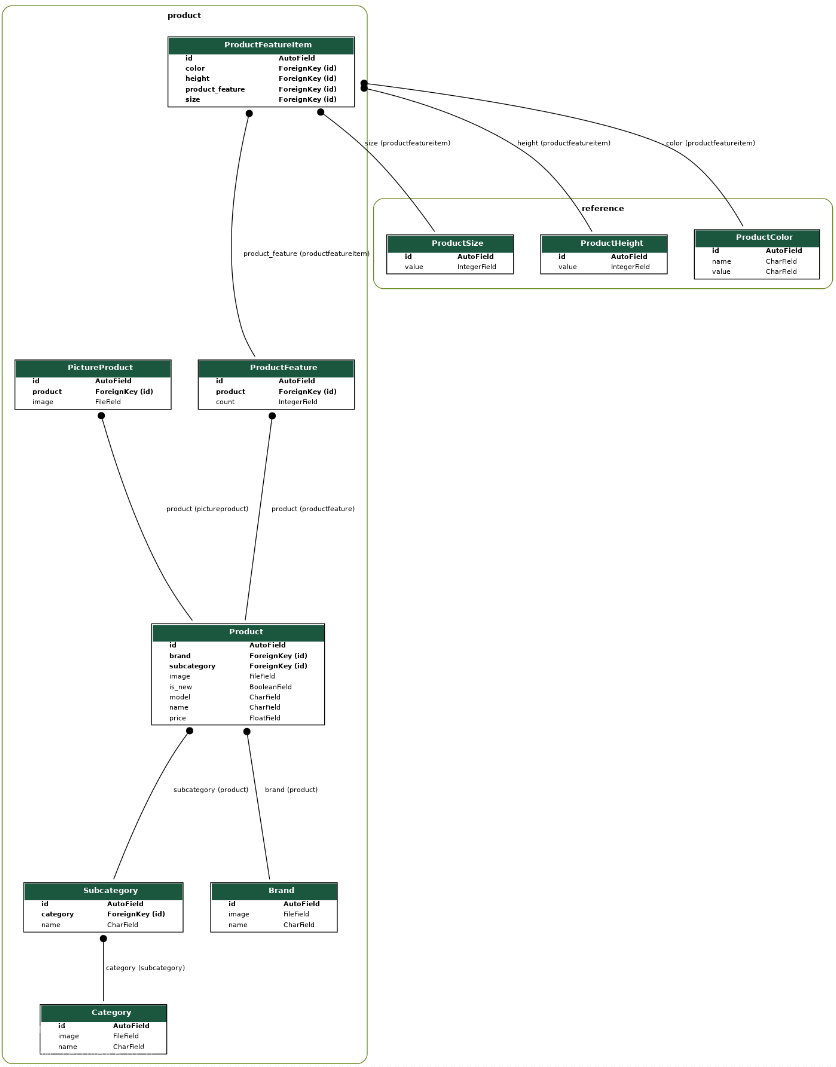 product
ProductFeatureItem
id AutoField
color ForeignKey (id)
height ForeignKey (id)
product_feature ForeignKey (id)
size ForeignKey (id)
size (productfeatureitem) height (productfeatureitem) color (productfeatureitem)
reference
ProductSize
id AutoField
value IntegerField
ProductHeight
id AutoField
value IntegerField
ProductColor
id AutoField
name CharField
value CharField
product_feature (productfeatureitem)
PictureProduct
id AutoField
product ForeignKey (id)
image FileField
ProductFeature
id AutoField
product ForeignKey (id)
count IntegerField
product (pictureproduct) product (productfeature)
Product
id AutoField
brand ForeignKey (id)
subcategory ForeignKey (id)
image FileField
is_new BooleanField
model CharField
name CharField
price FloatField
subcategory (product) brand (product)
Subcategory
id AutoField
category ForeignKey (id)
name CharField
Brand
id AutoField
image FileField
name CharField
category (subcategory)
Category
id AutoField
image FileField
name CharField